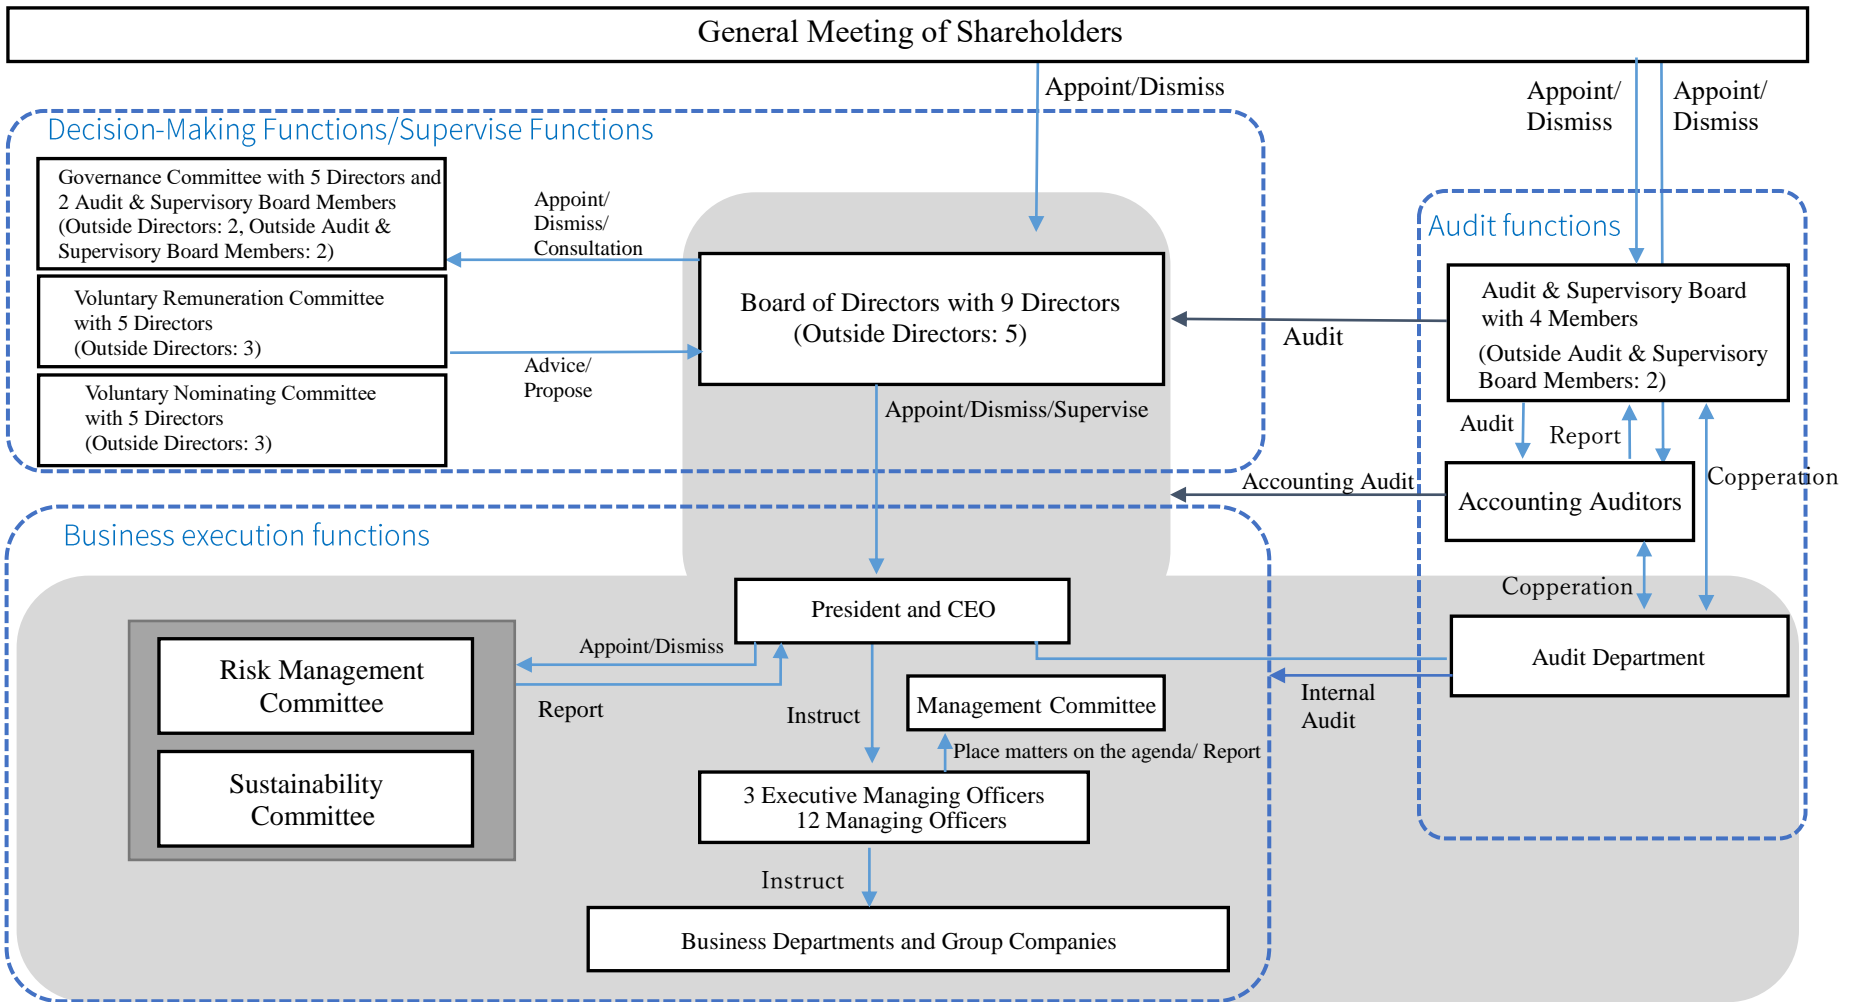 General Meeting of Shareholders
Appoint/Dismiss
Appoint/
Dismiss
Appoint/
Dismiss
Decision-Making Functions/Supervise Functions
Governance Committee with 5 Directors and
2 Audit & Supervisory Board Members
(Outside Directors: 2, Outside Audit &
Supervisory Board Members: 2)
Appoint/
Dismiss/
Consultation
Voluntary Remuneration Committee
with 5 Directors
(Outside Directors: 3)
Advice/
Propose
Voluntary Nominating Committee
with 5 Directors
(Outside Directors: 3)
Board of Directors with 9 Directors
(Outside Directors: 5)
Appoint/Dismiss/Supervise
Audit
Accounting Audit
Audit functions
Audit & Supervisory Board
with 4 Members
(Outside Audit & Supervisory
Board Members: 2)
Audit
Report
Copperation
Accounting Auditors
Copperation
Audit Department
Internal
Audit
Business execution functions
President and CEO
Appoint/Dismiss
Report
Risk Management
Committee
Sustainability
Committee
Instruct
Management Committee
Place matters on the agenda/ Report
3 Executive Managing Officers
12 Managing Officers
Instruct
Business Departments and Group Companies